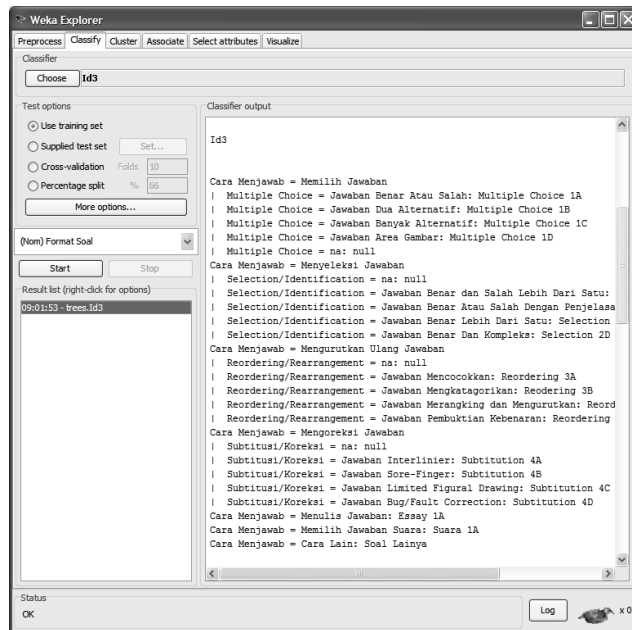 Weka Explorer
Preprocess Classify Cluster Associate Select attributes Visualize
Classifier
Choose Id3
Test options
Use training set
Supplied test set Set...
Cross-validation Folds 10
Percentage split % 66
More options...
(Nom) Format Soal
Start Stop
Result list (right-click for options)
09:01:53 - trees.Id3
Classifier output
Id3
Cara Menjawab = Memilih Jawaban
| Multiple Choice = Jawaban Benar Atau Salah: Multiple Choice 1A
| Multiple Choice = Jawaban Dua Alternatif: Multiple Choice 1B
| Multiple Choice = Jawaban Banyak Alternatif: Multiple Choice 1C
| Multiple Choice = Jawaban Area Gambar: Multiple Choice 1D
| Multiple Choice = na: null
Cara Menjawab = Menyeleksi Jawaban
| Selection/Identification = na: null
| Selection/Identification = Jawaban Benar dan Salah Lebih Dari Satu:
| Selection/Identification = Jawaban Benar Atau Salah Dengan Penjelasa
| Selection/Identification = Jawaban Benar Lebih Dari Satu: Selection
| Selection/Identification = Jawaban Benar Dan Kompleks: Selection 2D
Cara Menjawab = Mengurutkan Ulang Jawaban
| Reordering/Rearrangement = na: null
| Reordering/Rearrangement = Jawaban Mencocokkan: Reordering 3A
| Reordering/Rearrangement = Jawaban Mengkatagorikan: Reodering 3B
| Reordering/Rearrangement = Jawaban Merangking dan Mengurutkan: Reord
| Reordering/Rearrangement = Jawaban Pembuktian Kebenaran: Reordering
Cara Menjawab = Mengoreksi Jawaban
| Subtitusi/Koreksi = na: null
| Subtitusi/Koreksi = Jawaban Interlinier: Subtitution 4A
| Subtitusi/Koreksi = Jawaban Sore-Finger: Subtitution 4B
| Subtitusi/Koreksi = Jawaban Limited Figural Drawing: Subtitution 4C
| Subtitusi/Koreksi = Jawaban Bug/Fault Correction: Subtitution 4D
Cara Menjawab = Menulis Jawaban: Essay 1A
Cara Menjawab = Memilih Jawaban Suara: Suara 1A
Cara Menjawab = Cara Lain: Soal Lainya
Status
OK
Log
x 0